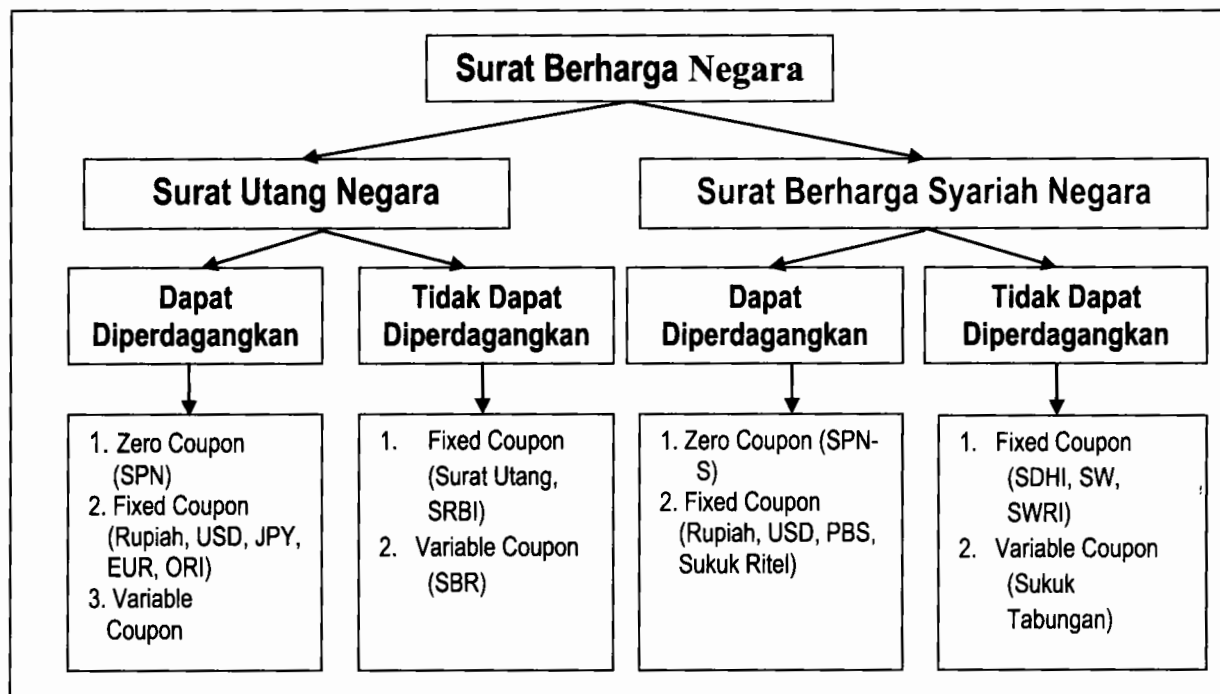 Surat Berharga Negara
Surat Utang Negara
Surat Berharga Syariah Negara
Dapat
Diperdagangkan
Tidak Dapat
Diperdagangkan
Dapat
Diperdagangkan
Tidak Dapat
Diperdagangkan
1. Zero Coupon
(SPN)
2. Fixed Coupon
(Rupiah, USD, JPY,
EUR, ORI)
3. Variable
Coupon
1. Fixed Coupon
(Surat Utang,
SRBI)
2. Variable Coupon
(SBR)
1. Zero Coupon (SPN-
S)
2. Fixed Coupon
(Rupiah, USD, PBS,
Sukuk Ritel)
1. Fixed Coupon
(SDHI, SW,
SWRI)
2. Variable Coupon
(Sukuk
Tabungan)